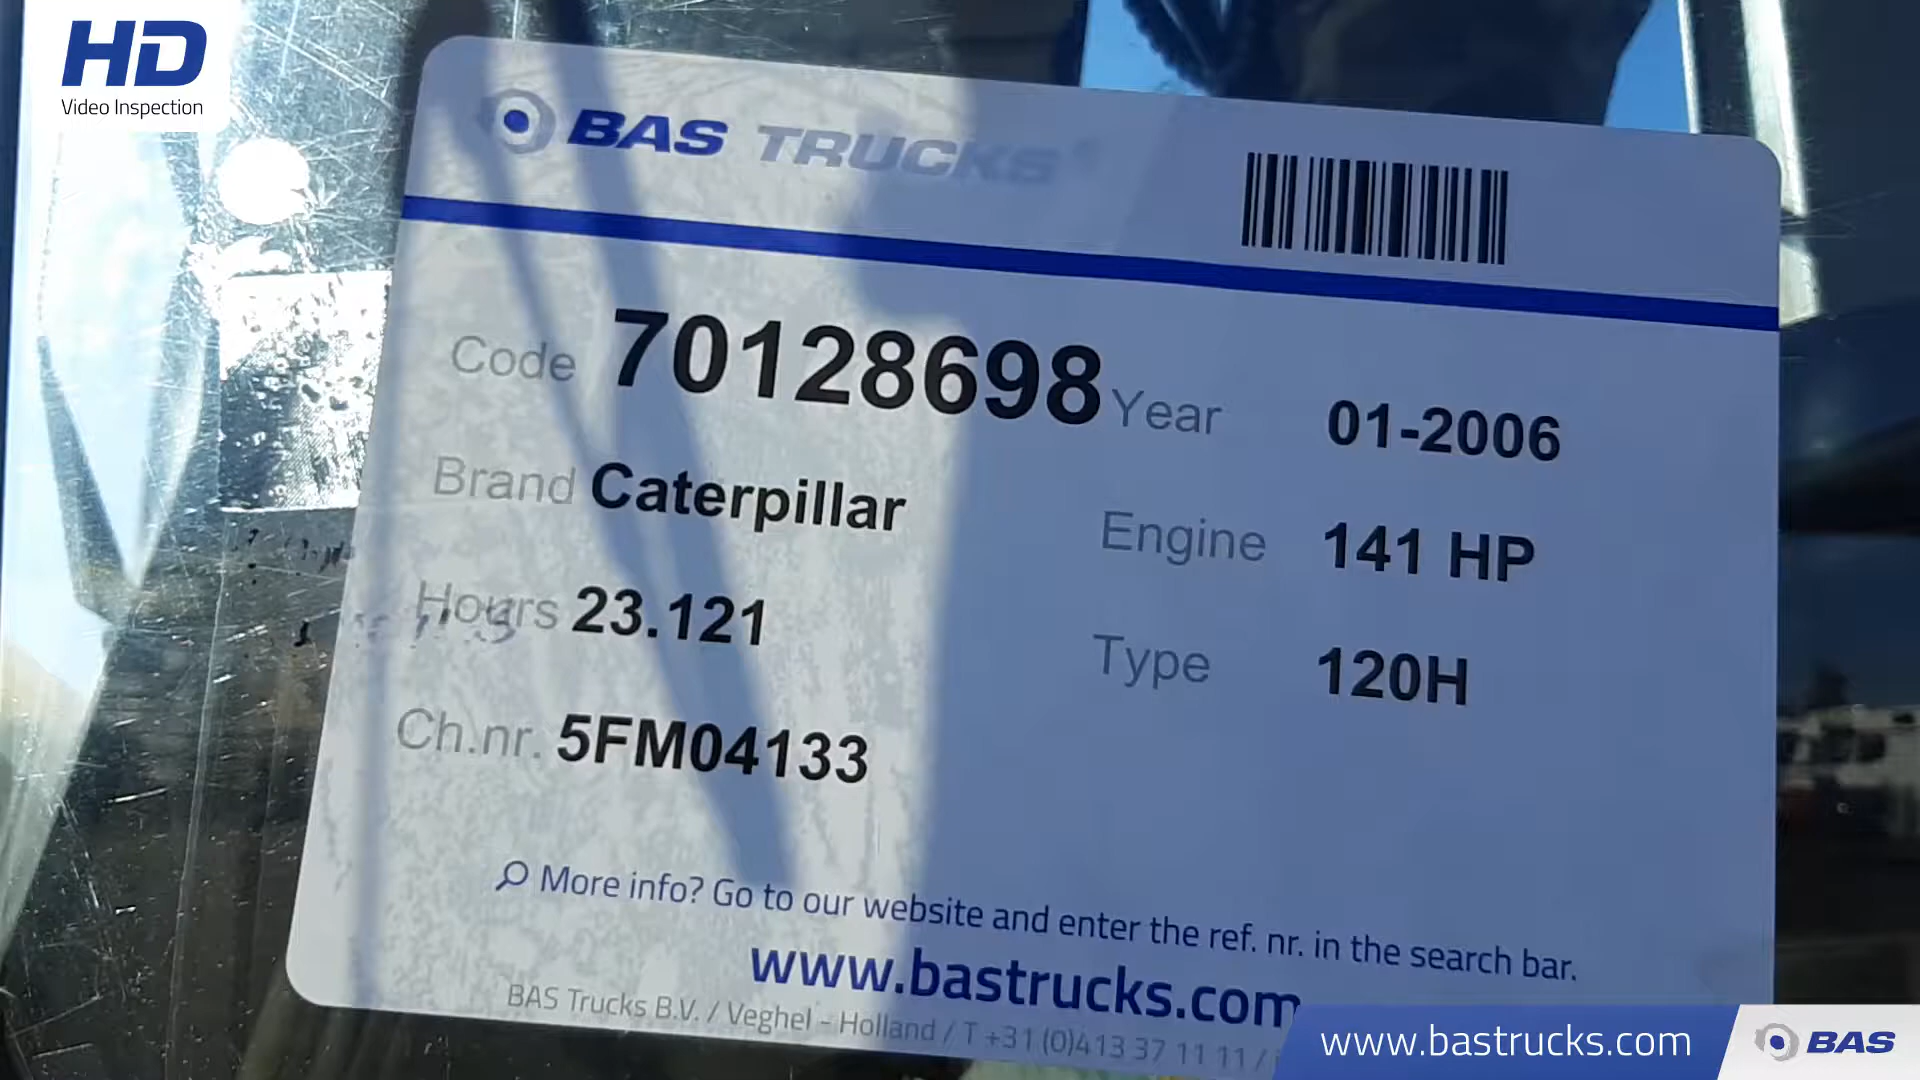 HD
Video Inspection
BAS TRUCKS
Code 70128698 Year 01-2006
Brand Caterpillar
Engine 141 HP
Hours 23.121
Type 120H
Ch.nr. 5FM04133
More info? Go to our website and enter the ref. nr. in the search bar.
www.bastrucks.com
BAS Trucks B.V. / Veghel - Holland / T +31 (0)413 37 11 11 /
www.bastrucks.com
BAS